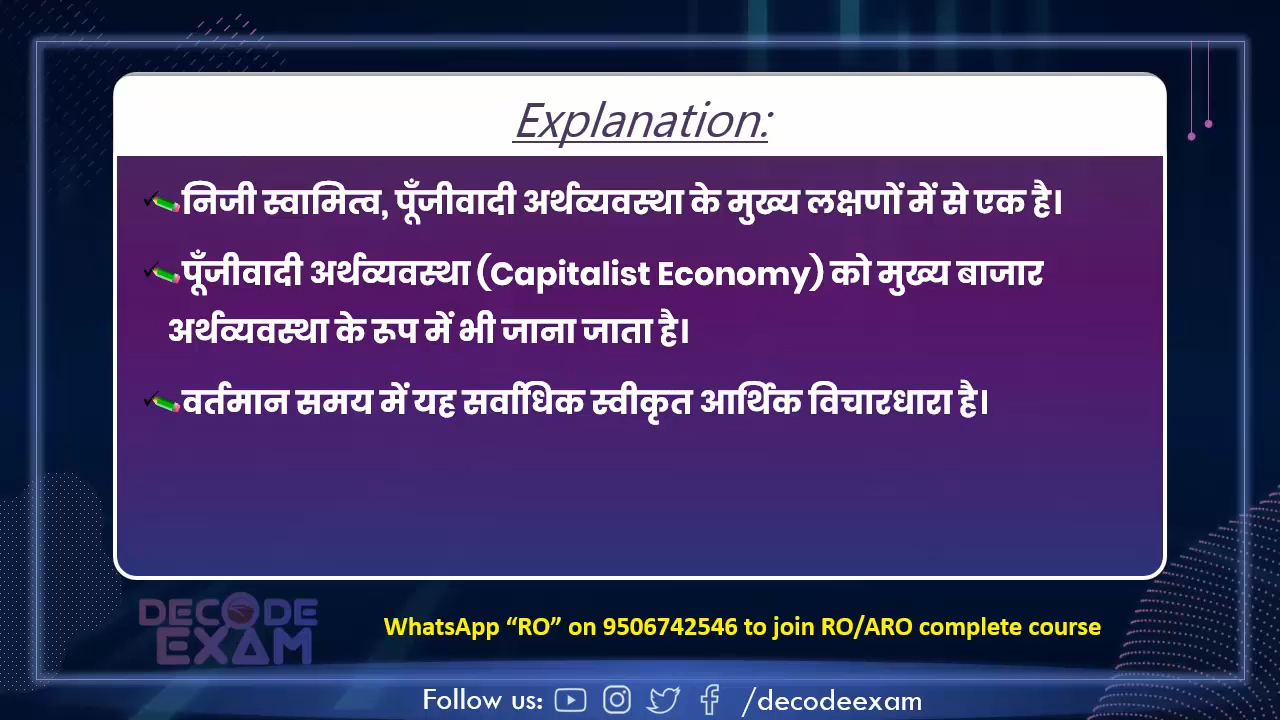 Explanation:
निजी स्वामित्व, पूँजीवादी अर्थव्यवस्था के मुख्य लक्षणों में से एक है।
पूँजीवादी अर्थव्यवस्था (Capitalist Economy) को मुख्य बाजार
अर्थव्यवस्था के रूप में भी जाना जाता है।
वर्तमान समय में यह सर्वाधिक स्वीकृत आर्थिक विचारधारा है।
DECODE
EXAM
WhatsApp “RO” on 9506742546 to join RO/ARO complete course
Follow us: /decodeexam